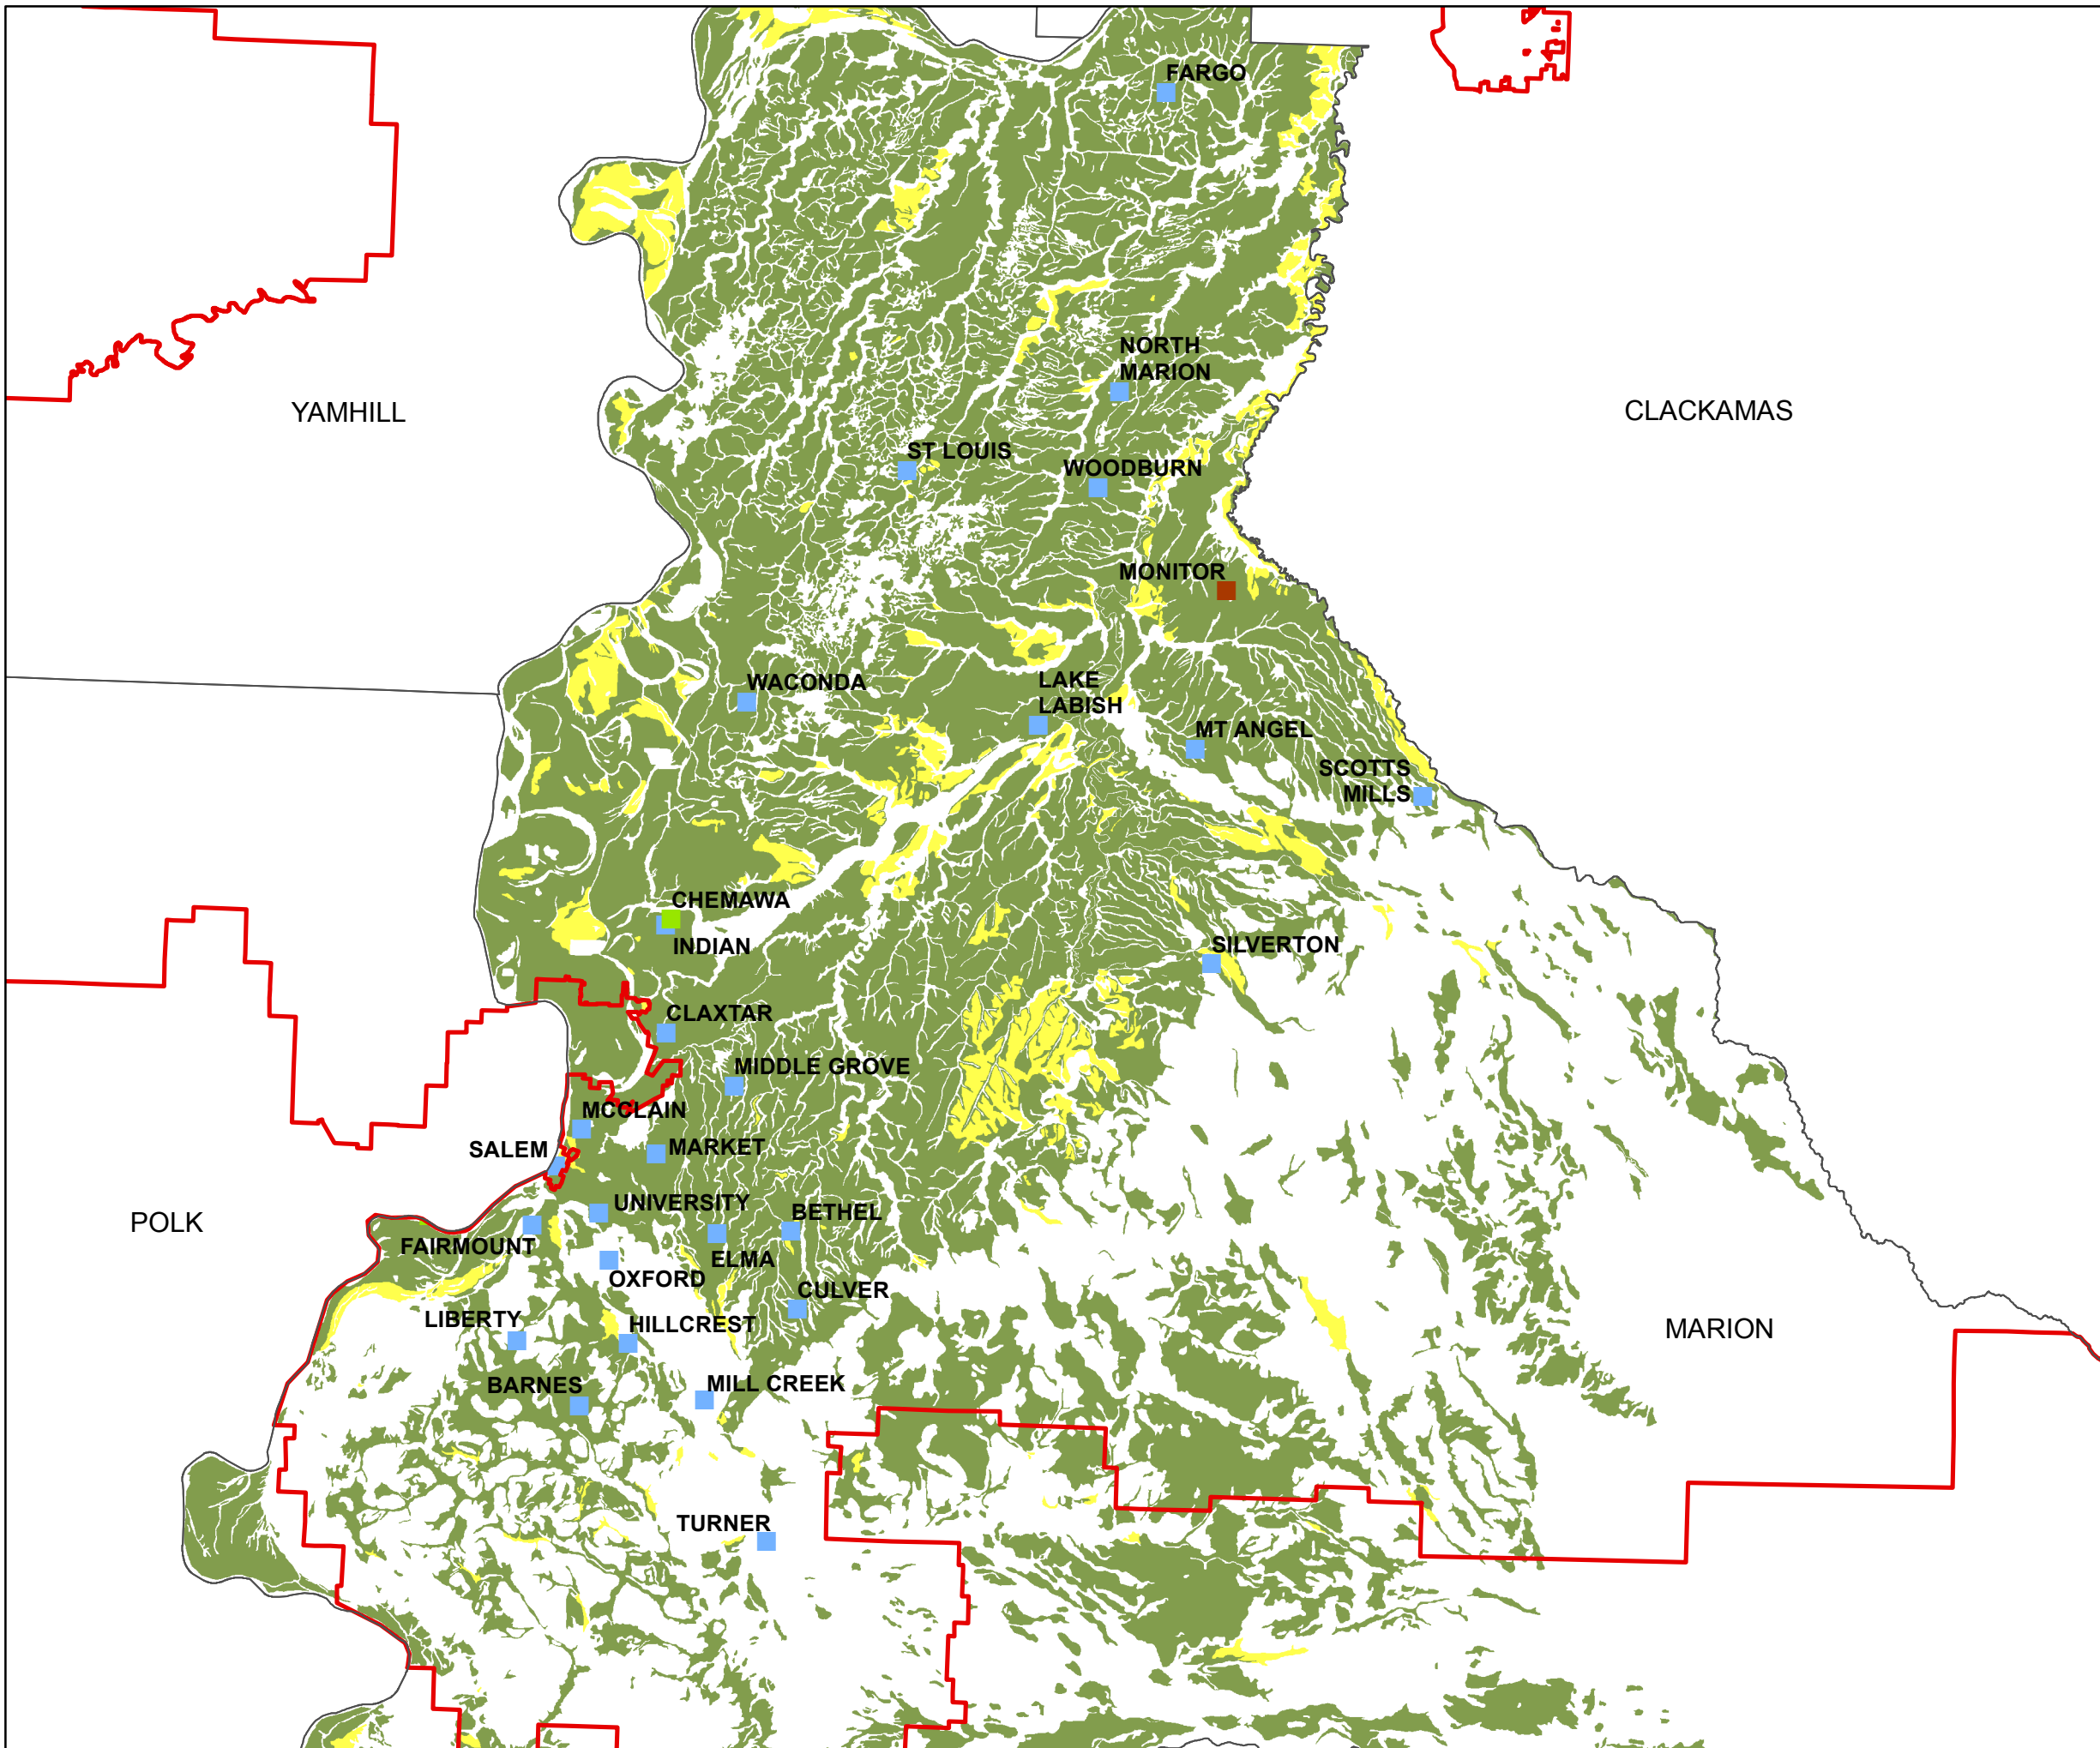 FARGO
NORTH
MARION
YAMHILL
CLACKAMAS
ST LOUIS
WOODBURN
MONITOR
WACONDA
LAKE
LABISH
MT ANGEL
SCOTTS
MILLS
CHEMAWA
INDIAN
SILVERTON
CLAXTAR
MIDDLE GROVE
MCCLAIN
SALEM
MARKET
UNIVERSITY
BETHEL
POLK
FAIRMOUNT
ELMA
OXFORD
CULVER
LIBERTY
HILLCREST
MARION
BARNES
MILL CREEK
TURNER